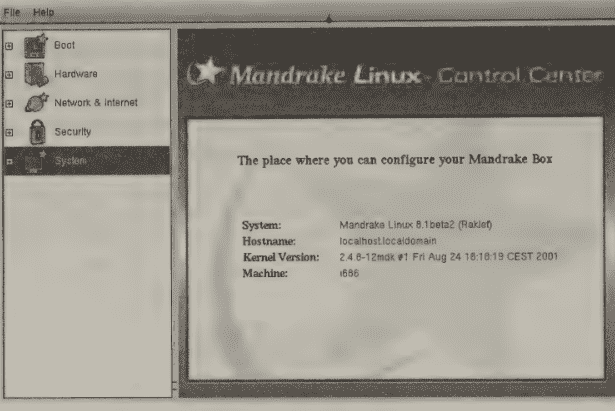 File Help
Boot
Hardware
Network & Internet
Security
System
Mandrake Linux Control Center
The place where you can configure your Mandrake Box
System: Mandrake Linux 8.1beta2 (Raklet)
Hostname: localhost.localdomain
Kernel Version: 2.4.8-12mdk #1 Fri Aug 24 16:18:19 CEST 2001
Machine: i686